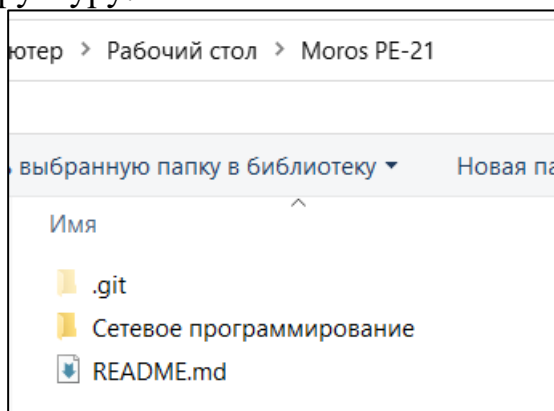 ютер > Рабочий стол > Moros PE-21
выбранную папку в библиотеку Новая па
Имя
.git
Сетевое программирование
README.md